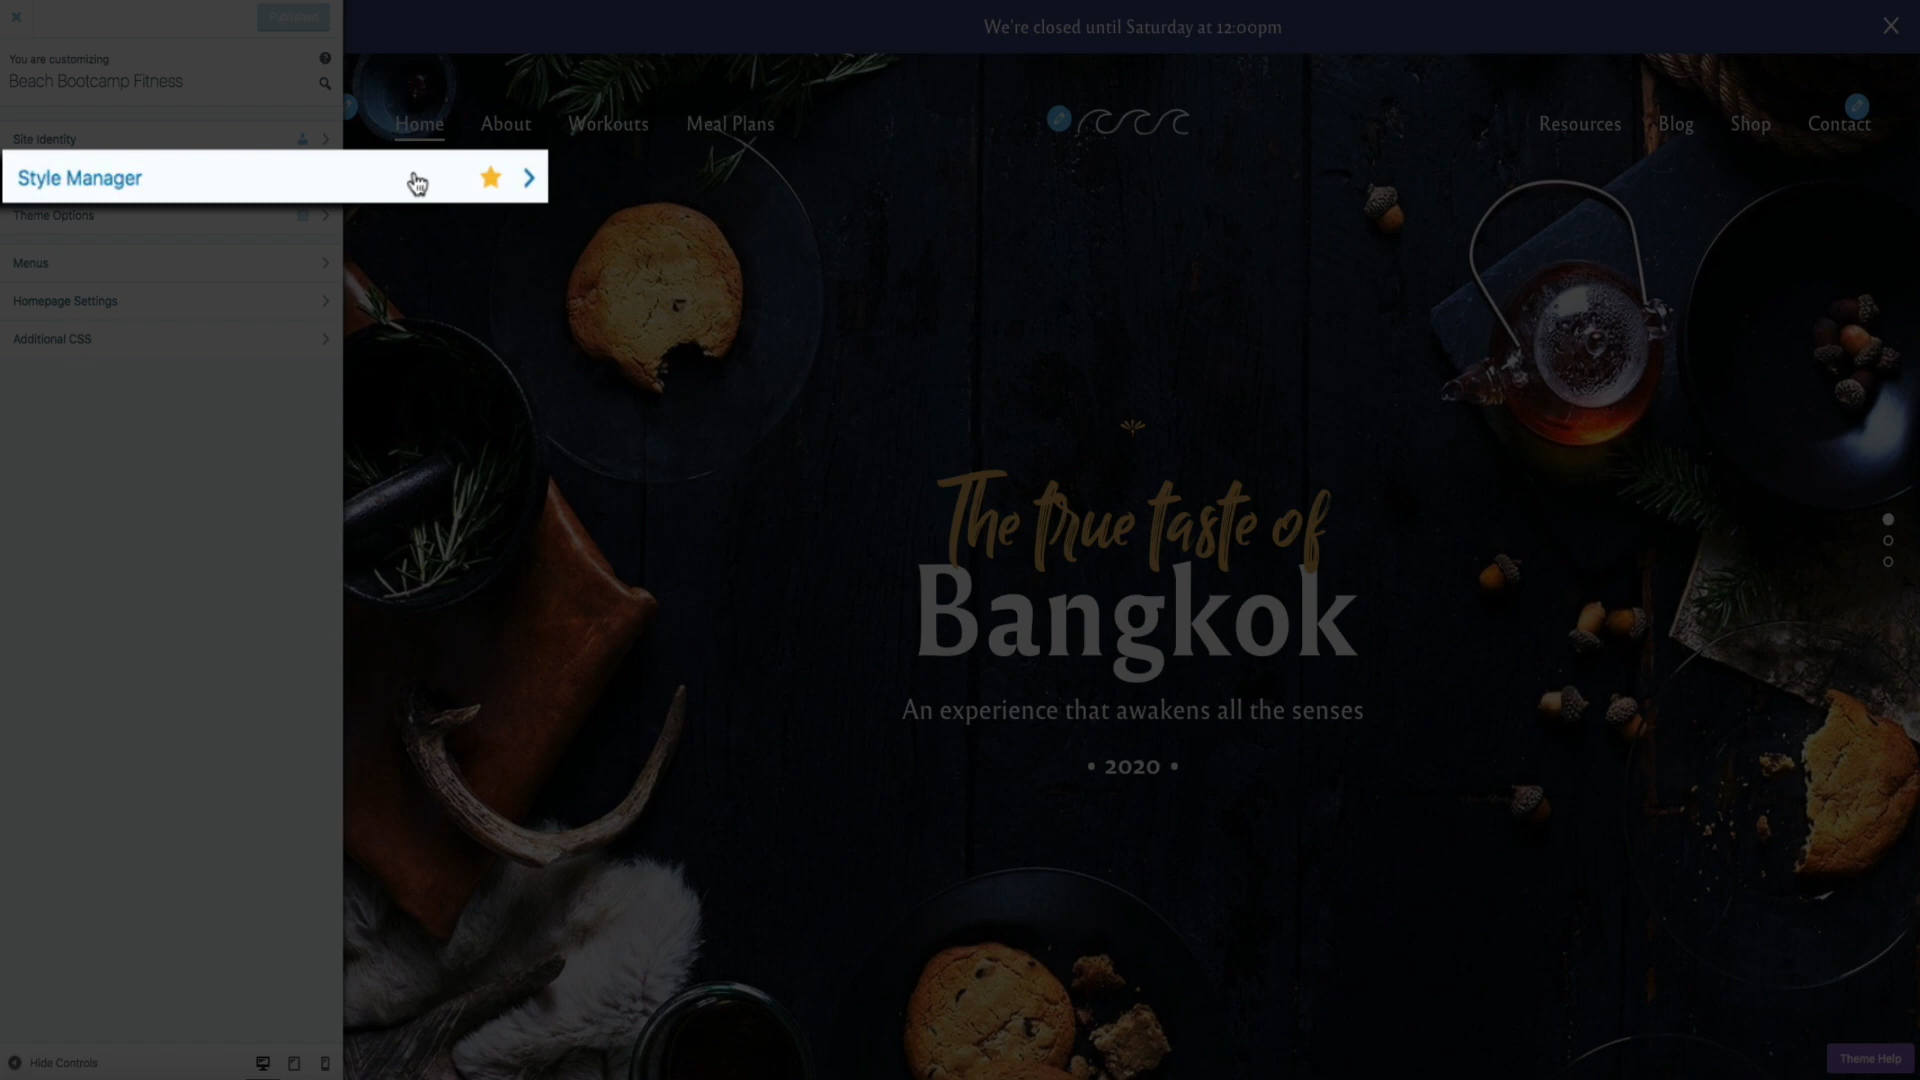 Published
You are customizing
Beach Bootcamp Fitness
Site Identity
Style Manager
Theme Options
Menus
Homepage Settings
Additional CSS
Hide Controls
We're closed until Saturday at 12:00pm
Home About Workouts Meal Plans Resources Blog Shop Contact
The true taste of
Bangkok
An experience that awakens all the senses
• 2020 •
Theme Help